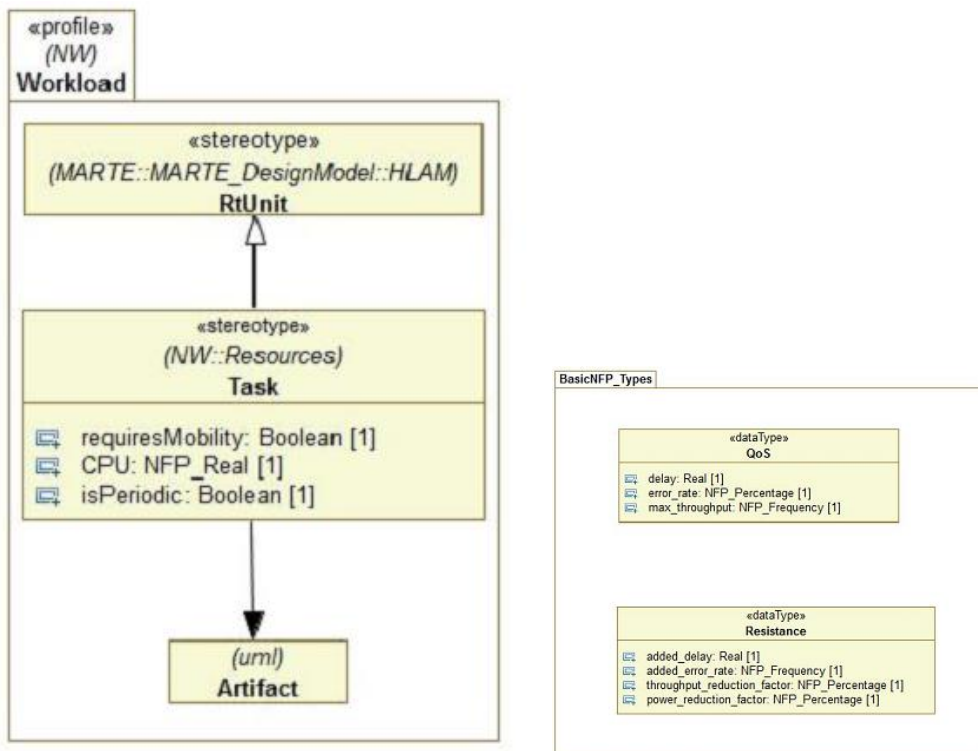 «profile»
(NW)
Workload
«stereotype»
(MARTE::MARTE_DesignModel::HLAM)
RtUnit
«stereotype»
(NW::Resources)
Task
requiresMobility: Boolean [1]
CPU: NFP_Real [1]
isPeriodic: Boolean [1]
(uml)
Artifact
BasicNFP_Types
«dataType»
QoS
delay: Real [1]
error_rate: NFP_Percentage [1]
max_throughput: NFP_Frequency [1]
«dataType»
Resistance
added_delay: Real [1]
added_error_rate: NFP_Frequency [1]
throughput_reduction_factor: NFP_Percentage [1]
power_reduction_factor: NFP_Percentage [1]